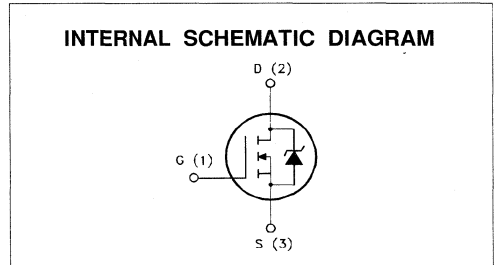 INTERNAL SCHEMATIC DIAGRAM
D (2)
G (1)
S (3)